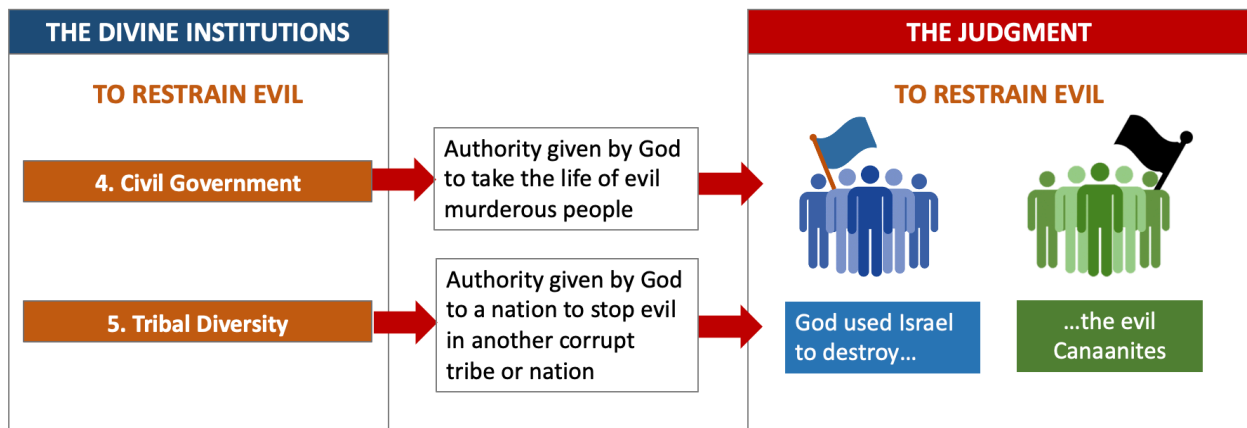 THE DIVINE INSTITUTIONS
TO RESTRAIN EVIL
4. Civil Government
5. Tribal Diversity
Authority given by God
to take the life of evil
murderous people
Authority given by God
to a nation to stop evil
in another corrupt
tribe or nation
THE JUDGMENT
TO RESTRAIN EVIL
God used Israel
to destroy…
…the evil
Canaanites